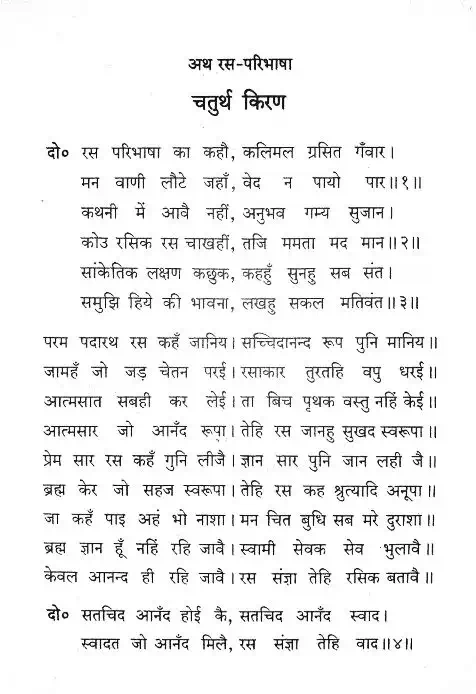 अथ रस-परिभाषा
चतुर्थ किरण
दो० रस परिभाषा का कहौ, कलिमल ग्रसित गँवार।
मन वाणी लौटे जहाँ, वेद न पायो पार॥१॥
कथनी में आवै नहीं, अनुभव गम्य सुजान।
कोउ रसिक रस चाखहीं, तजि ममता मद मान॥२॥
सांकेतिक लक्षण कछुक, कहहुँ सुनहु सब संत।
समुझि हिये की भावना, लखहु सकल मतिवंत॥३॥
परम पदारथ रस कहँ जानिय। सच्चिदानन्द रूप पुनि मानिय॥
जामहँ जो जड़ चेतन परई। रसाकार तुरतहि वपु धरई॥
आत्मसात सबही कर लेई। ता बिच पृथक वस्तु नहिं केई॥
आत्मसार जो आनँद रूपा। तेहि रस जानहु सुखद स्वरूपा॥
प्रेम सार रस कहँ गुनि लीजै। ज्ञान सार पुनि जान लही जै॥
ब्रह्म केर जो सहज स्वरूपा। तेहि रस कह श्रुत्यादि अनूपा॥
जा कहँ पाइ अहं भो नाशा। मन चित बुधि सब मरे दुराशा॥
ब्रह्म ज्ञान हूँ नहिं रहि जावै। स्वामी सेवक सेव भुलावै॥
केवल आनन्द ही रहि जावै। रस संज्ञा तेहि रसिक बतावै॥
दो० सतचिद आनँद होई कै, सतचिद आनँद स्वाद।
स्वादत जो आनँद मिलै, रस संज्ञा तेहि वाद॥४॥